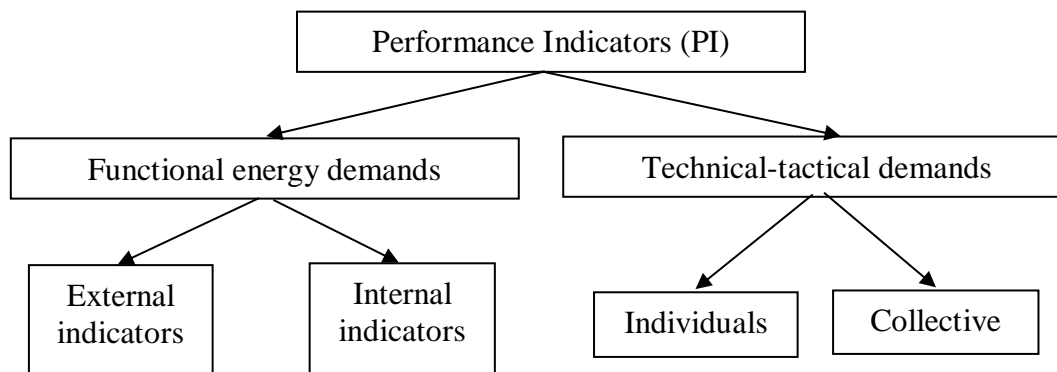 Performance Indicators (PI)
Functional energy demands
Technical-tactical demands
External
indicators
Internal
indicators
Individuals
Collective